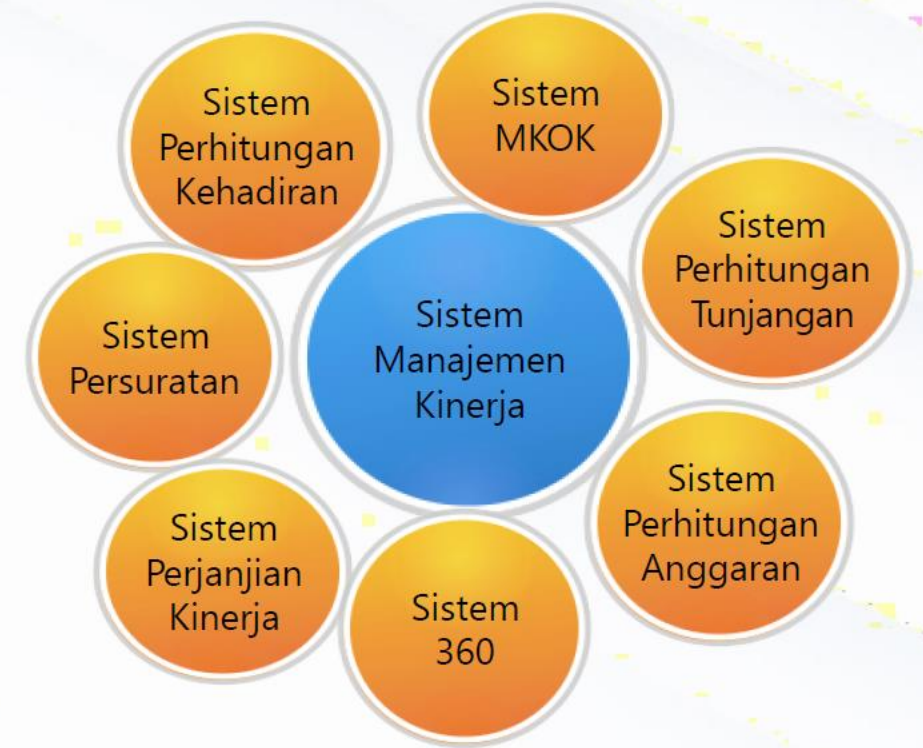 Sistem
Perhitungan
Kehadiran
Sistem
MKOK
Sistem
Perhitungan
Tunjangan
Sistem
Manajemen
Kinerja
Sistem
Persuratan
Sistem
Perhitungan
Anggaran
Sistem
Perjanjian
Kinerja
Sistem
360